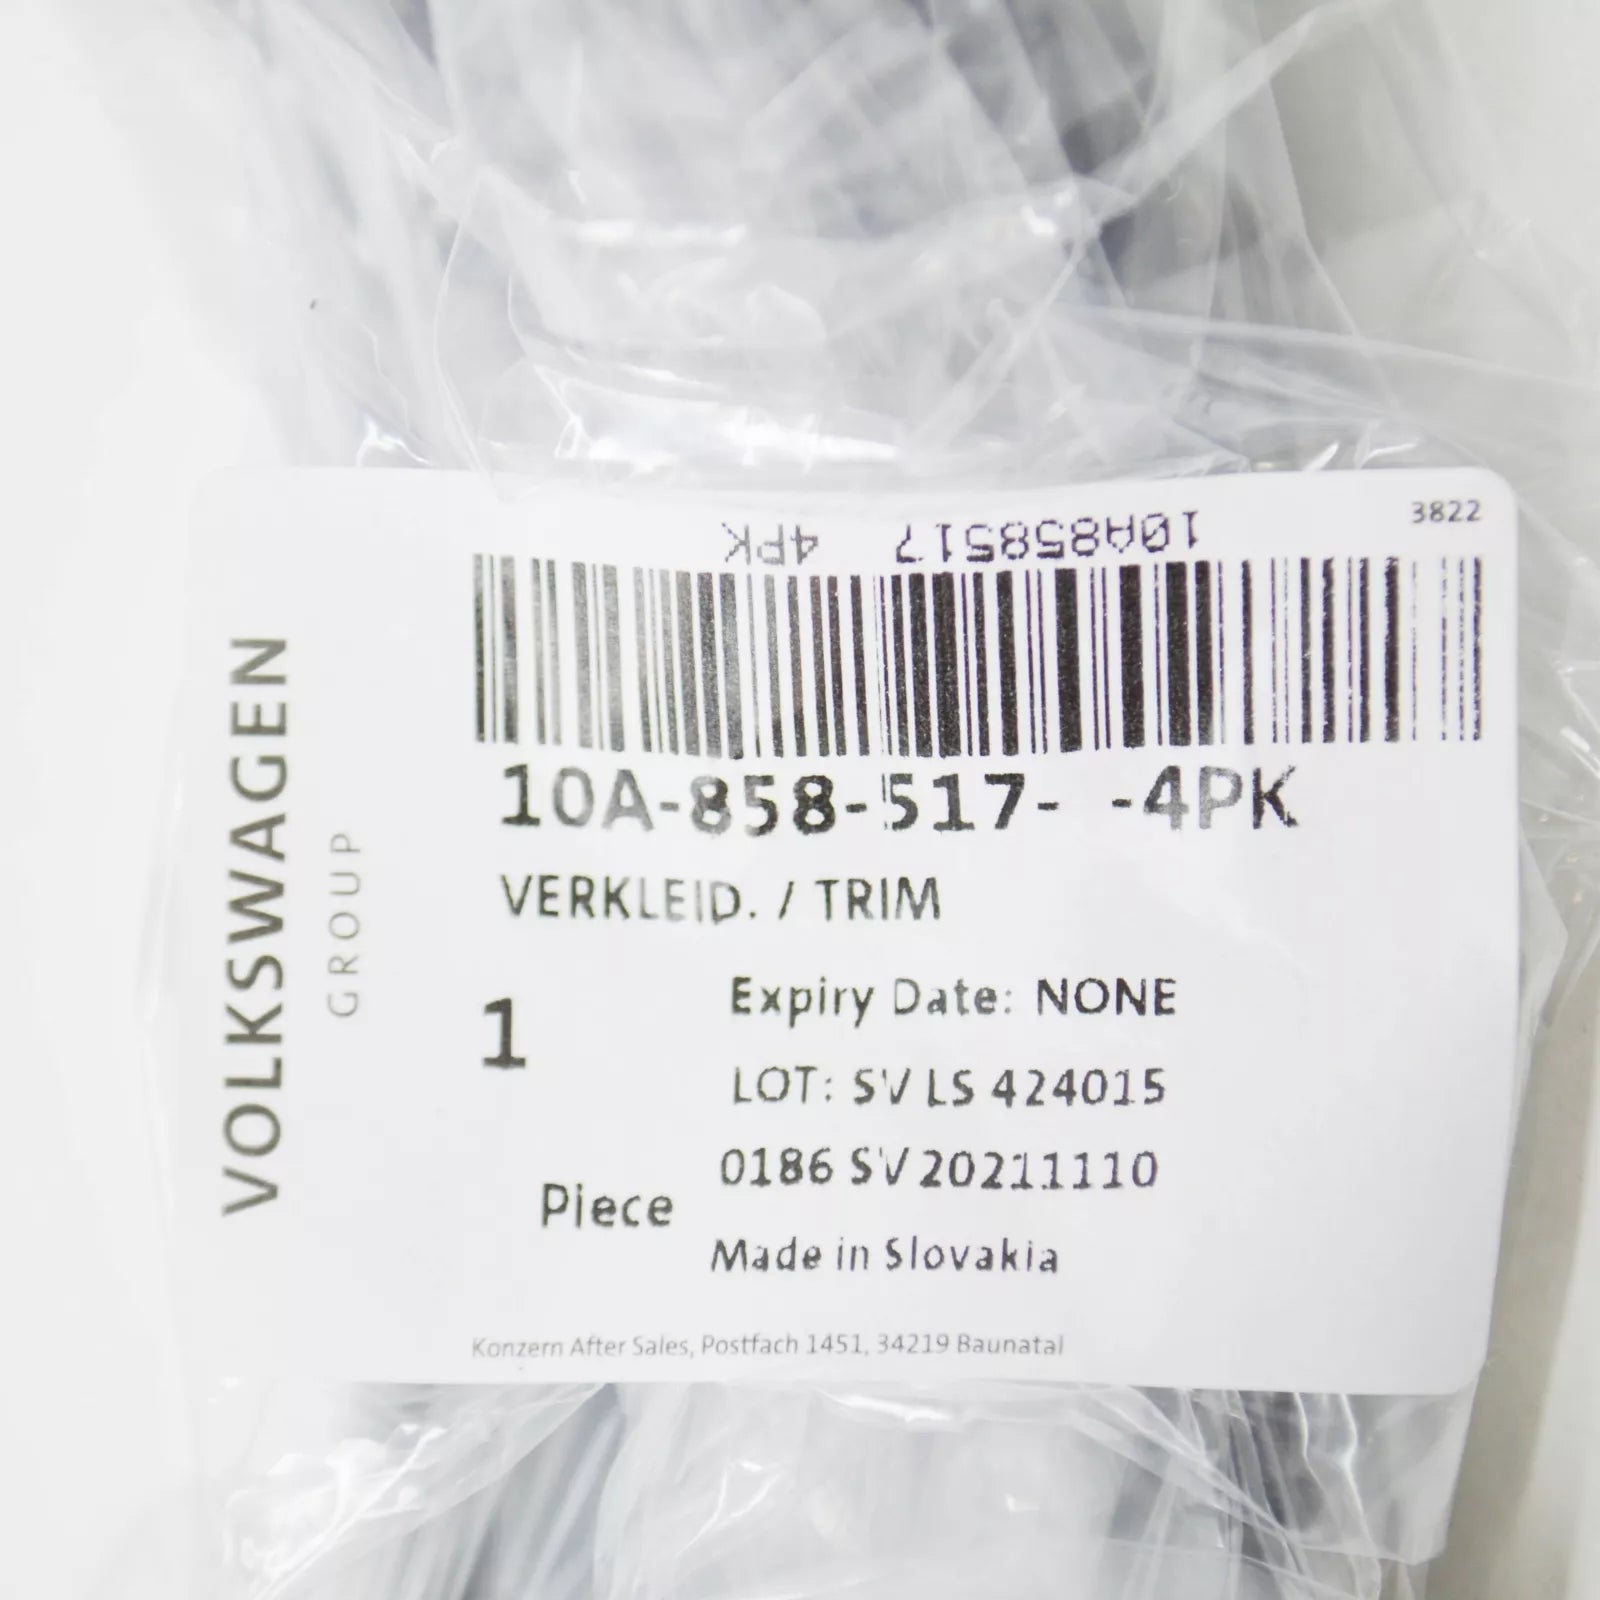 3822
10A858517 4PK
10A-858-517- -4PK
VERKLEID. / TRIM
VOLKSWAGEN
GROUP
1
Piece
Expiry Date: NONE
LOT: SV LS 424015
0186 SV 20211110
Made in Slovakia
Konzern After Sales, Postfach 1451, 34219 Baunatal